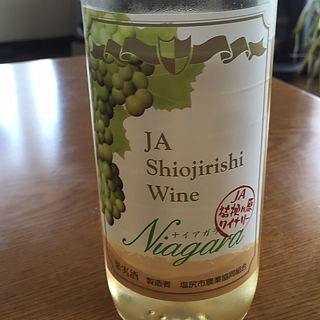 JA
Shiojirishi
Wine
JA
桔梗ヶ原
ワイナリー
ナイアガラ
Niagara
果実酒 製造者 塩尻市農業協同組合